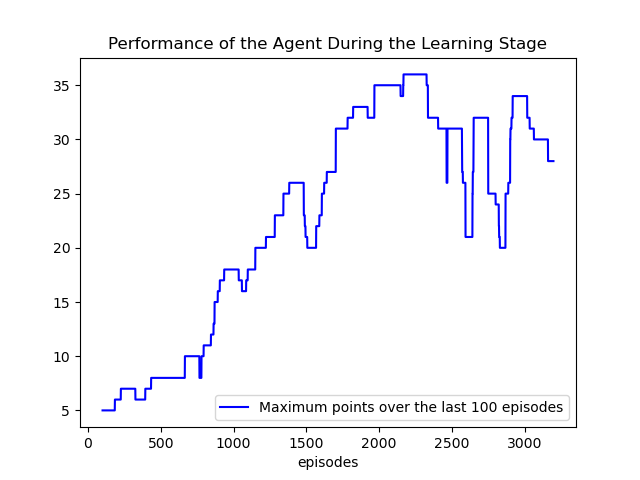 Performance of the Agent During the Learning Stage
35
30
25
20
15
10
5
Maximum points over the last 100 episodes
0 500 1000 1500 2000 2500 3000
episodes